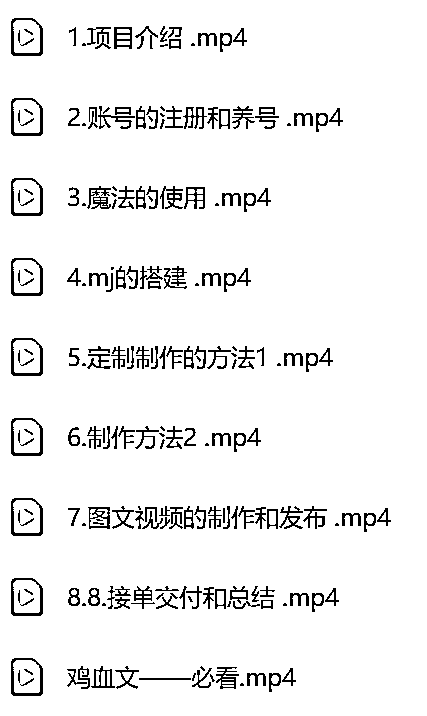 1.项目介绍 .mp4
2.账号的注册和养号 .mp4
3.魔法的使用 .mp4
4.mj的搭建 .mp4
5.定制制作的方法1 .mp4
6.制作方法2 .mp4
7.图文视频的制作和发布 .mp4
8.8.接单交付和总结 .mp4
鸡血文——必看.mp4